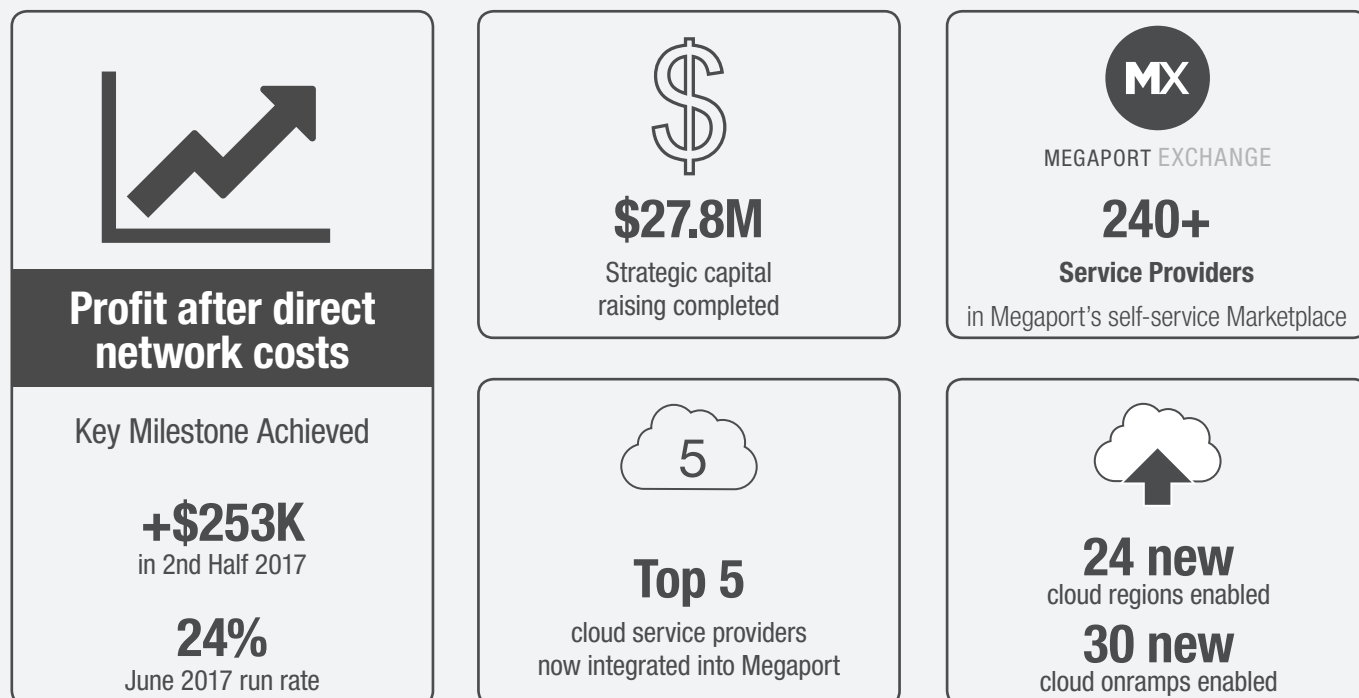 Profit after direct
network costs
Key Milestone Achieved
+$253K
in 2nd Half 2017
24%
June 2017 run rate
$27.8M
Strategic capital
raising completed
MX
MEGAPORT EXCHANGE
240+
Service Providers
in Megaport's self-service Marketplace
5
Top 5
cloud service providers
now integrated into Megaport
24 new
cloud regions enabled
30 new
cloud onramps enabled